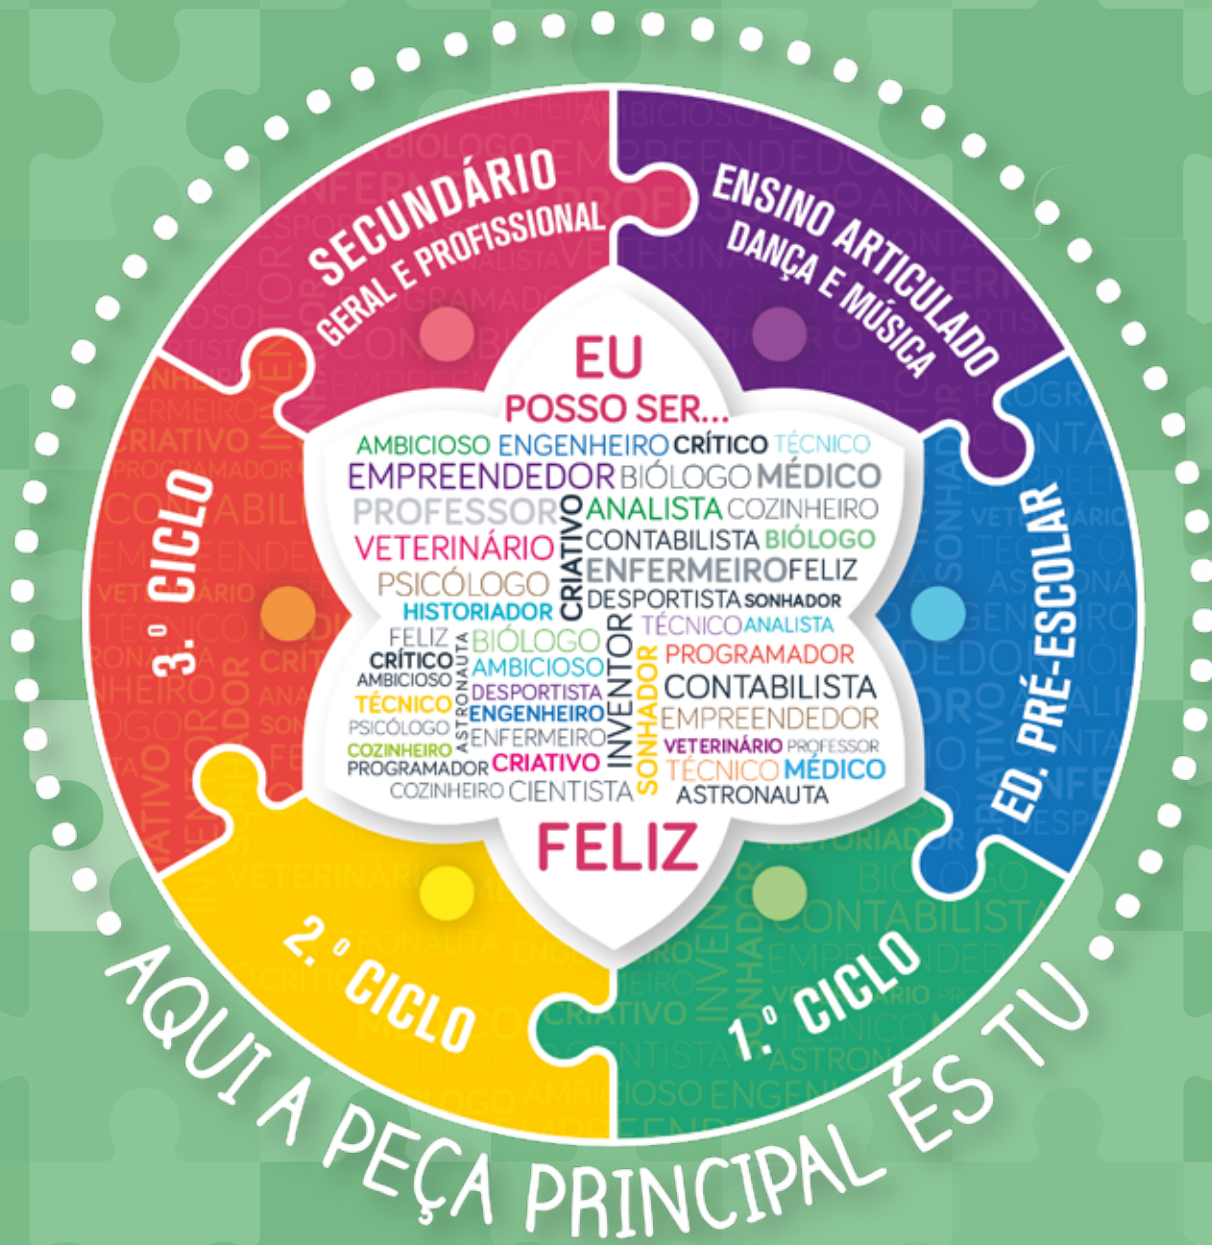 SECUNDÁRIO
GERAL E PROFISSIONAL
ENSINO ARTICULADO
DANÇA E MÚSICA
ED. PRÉ-ESCOLAR
1.º CICLO
2.º CICLO
3.º CICLO
EU
POSSO SER...
AMBICIOSO ENGENHEIRO CRÍTICO TÉCNICO
EMPREENDEDOR BIÓLOGO MÉDICO
PROFESSOR
CRIATIVO
ANALISTA COZINHEIRO
VETERINÁRIO
CONTABILISTA BIÓLOGO
PSICÓLOGO
ENFERMEIRO FELIZ
HISTORIADOR
DESPORTISTA SONHADOR
FELIZ
ASTRONAUTA
BIÓLOGO
INVENTOR
TÉCNICO ANALISTA
CRÍTICO
AMBICIOSO
SONHADOR
PROGRAMADOR
AMBICIOSO
DESPORTISTA
CONTABILISTA
TÉCNICO
ENGENHEIRO
EMPREENDEDOR
PSICÓLOGO
ENFERMEIRO
VETERINÁRIO PROFESSOR
COZINHEIRO
CRIATIVO
TÉCNICO MÉDICO
PROGRAMADOR
COZINHEIRO CIENTISTA
ASTRONAUTA
FELIZ
AQUI A PEÇA PRINCIPAL ÉS TU